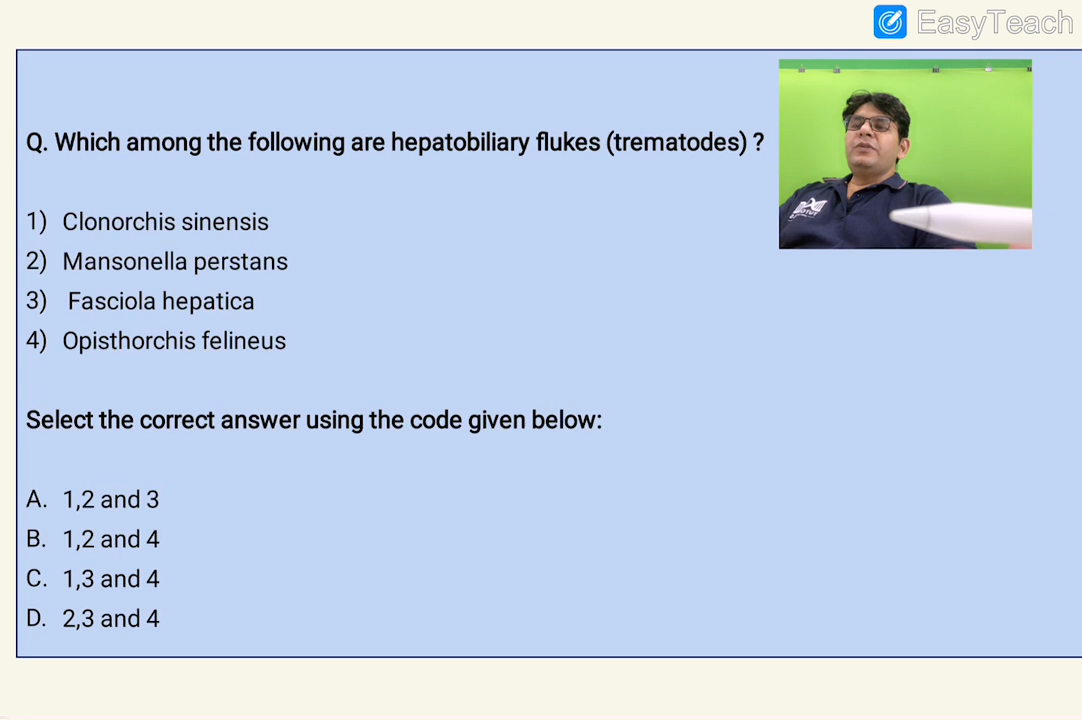 EasyTeach
Q. Which among the following are hepatobiliary flukes (trematodes) ?
1) Clonorchis sinensis
2) Mansonella perstans
3) Fasciola hepatica
4) Opisthorchis felineus
Select the correct answer using the code given below:
A. 1,2 and 3
B. 1,2 and 4
C. 1,3 and 4
D. 2,3 and 4